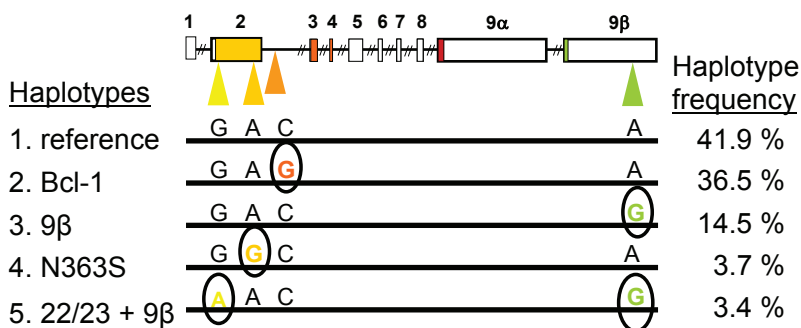 1 2 3 4 5 6 7 8 9α 9β
Haplotypes
Haplotype
frequency
1. reference G A C A 41.9 %
2. Bcl-1 G A G A 36.5 %
3. 9β G A C G 14.5 %
4. N363S G G C A 3.7 %
5. 22/23 + 9β A A C G 3.4 %